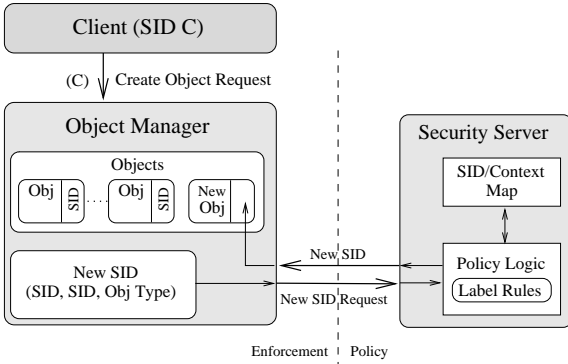 Client (SID C)
(C) Create Object Request
Object Manager
Objects
Obj SID ..... Obj SID New Obj
New SID
(SID, SID, Obj Type)
New SID
New SID Request
Security Server
SID/Context
Map
Policy Logic
Label Rules
Enforcement Policy